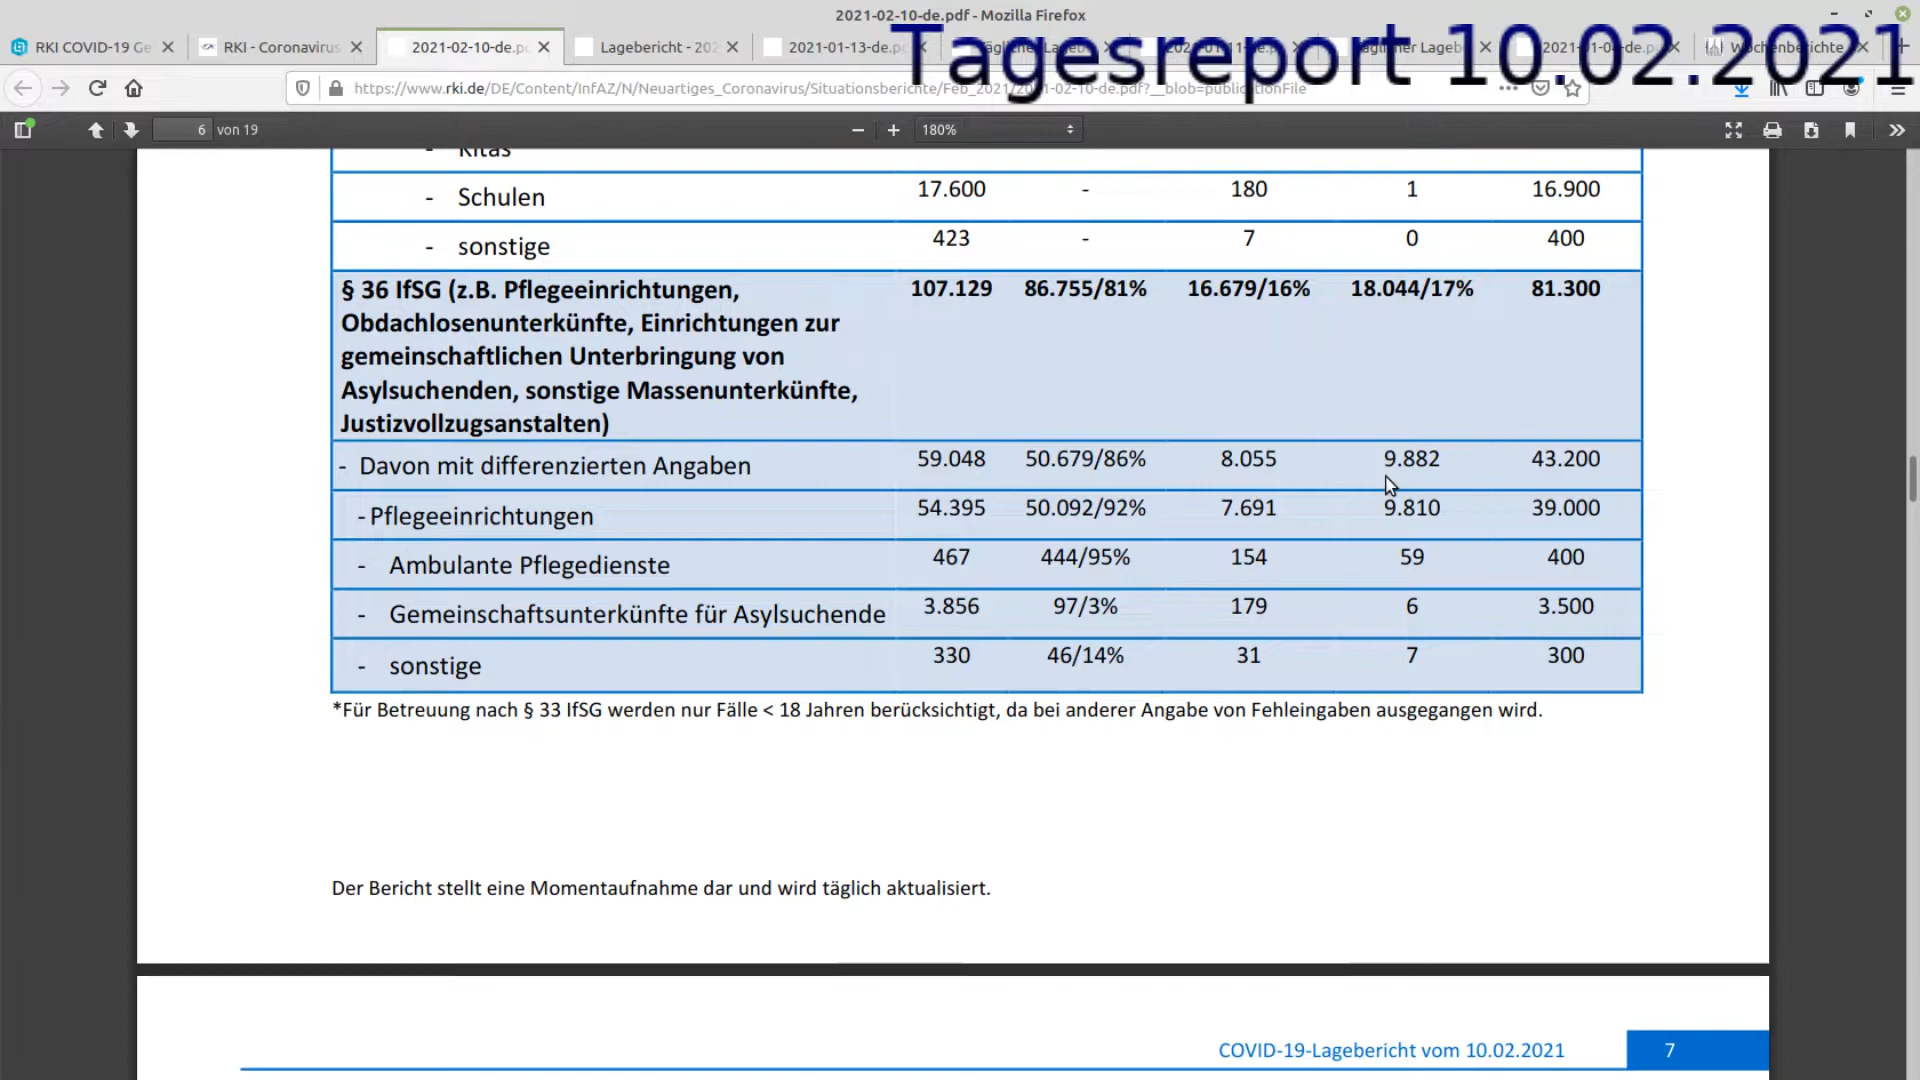 2021-02-10-de.pdf - Mozilla Firefox
Tagesreport 10.02.2021
RKI COVID-19 Ge
RKI - Coronavirus
2021-02-10-de.p
Lagebericht - 202
2021-01-13-de.p
Wochenberichte
https://www.rki.de/DE/Content/InfAZ/N/Neuartiges_Coronavirus/Situationsberichte/Feb_2021/2021-02-10-de.pdf?__blob=publicationFile
6 von 19
180%
- Kitas
- Schulen 17.600 - 180 1 16.900
- sonstige 423 - 7 0 400
§ 36 IfSG (z.B. Pflegeeinrichtungen, 107.129 86.755/81% 16.679/16% 18.044/17% 81.300
Obdachlosenunterkünfte, Einrichtungen zur
gemeinschaftlichen Unterbringung von
Asylsuchenden, sonstige Massenunterkünfte,
Justizvollzugsanstalten)
- Davon mit differenzierten Angaben 59.048 50.679/86% 8.055 9.882 43.200
- Pflegeeinrichtungen 54.395 50.092/92% 7.691 9.810 39.000
- Ambulante Pflegedienste 467 444/95% 154 59 400
- Gemeinschaftsunterkünfte für Asylsuchende 3.856 97/3% 179 6 3.500
- sonstige 330 46/14% 31 7 300
*Für Betreuung nach § 33 IfSG werden nur Fälle < 18 Jahren berücksichtigt, da bei anderer Angabe von Fehleingaben ausgegangen wird.
Der Bericht stellt eine Momentaufnahme dar und wird täglich aktualisiert.
COVID-19-Lagebericht vom 10.02.2021 7